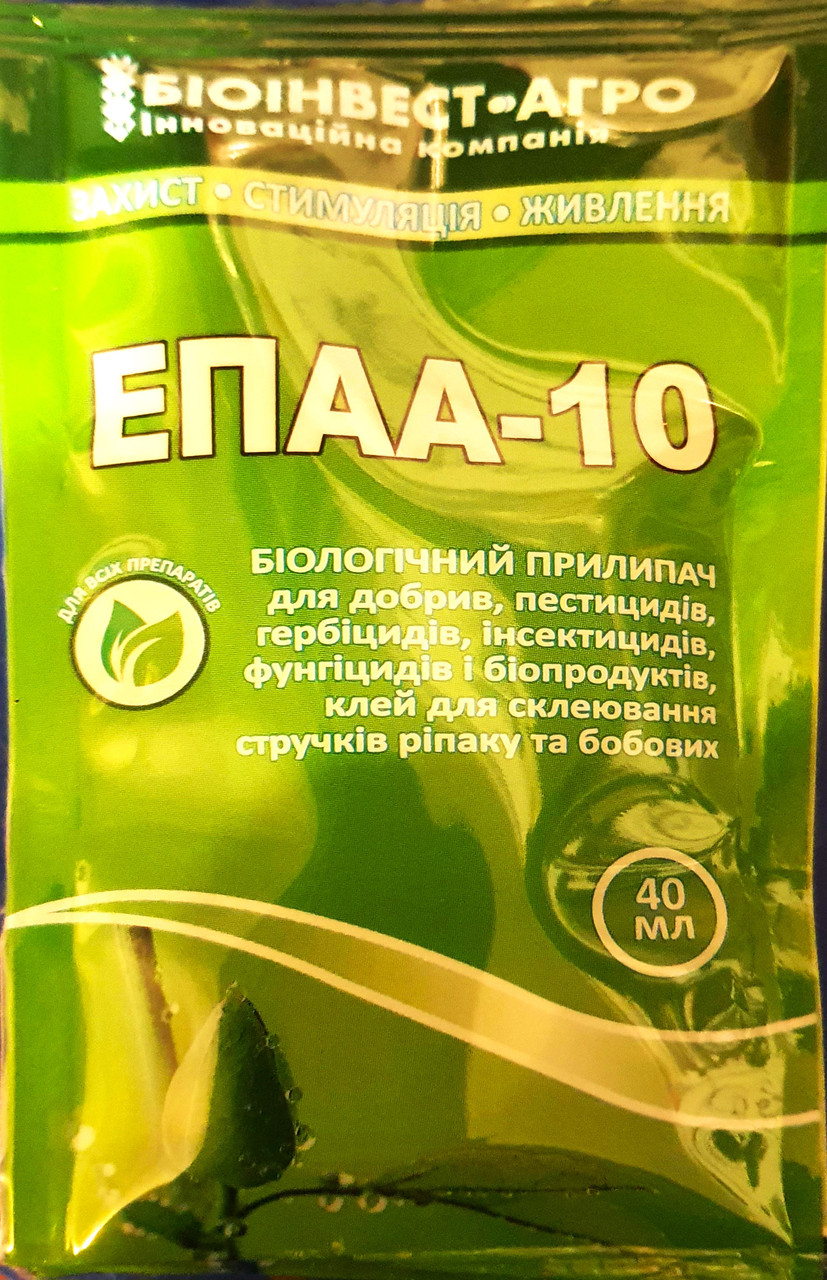 БІОІНВЕСТ-АГРО
Інноваційна компанія
ЗАХИСТ • СТИМУЛЯЦІЯ • ЖИВЛЕННЯ
ЕПАА-10
ДЛЯ ВСІХ ПРЕПАРАТІВ
БІОЛОГІЧНИЙ ПРИЛИПАЧ
для добрив, пестицидів,
гербіцидів, інсектицидів,
фунгіцидів і біопродуктів,
клей для склеювання
стручків ріпаку та бобових
40
мл